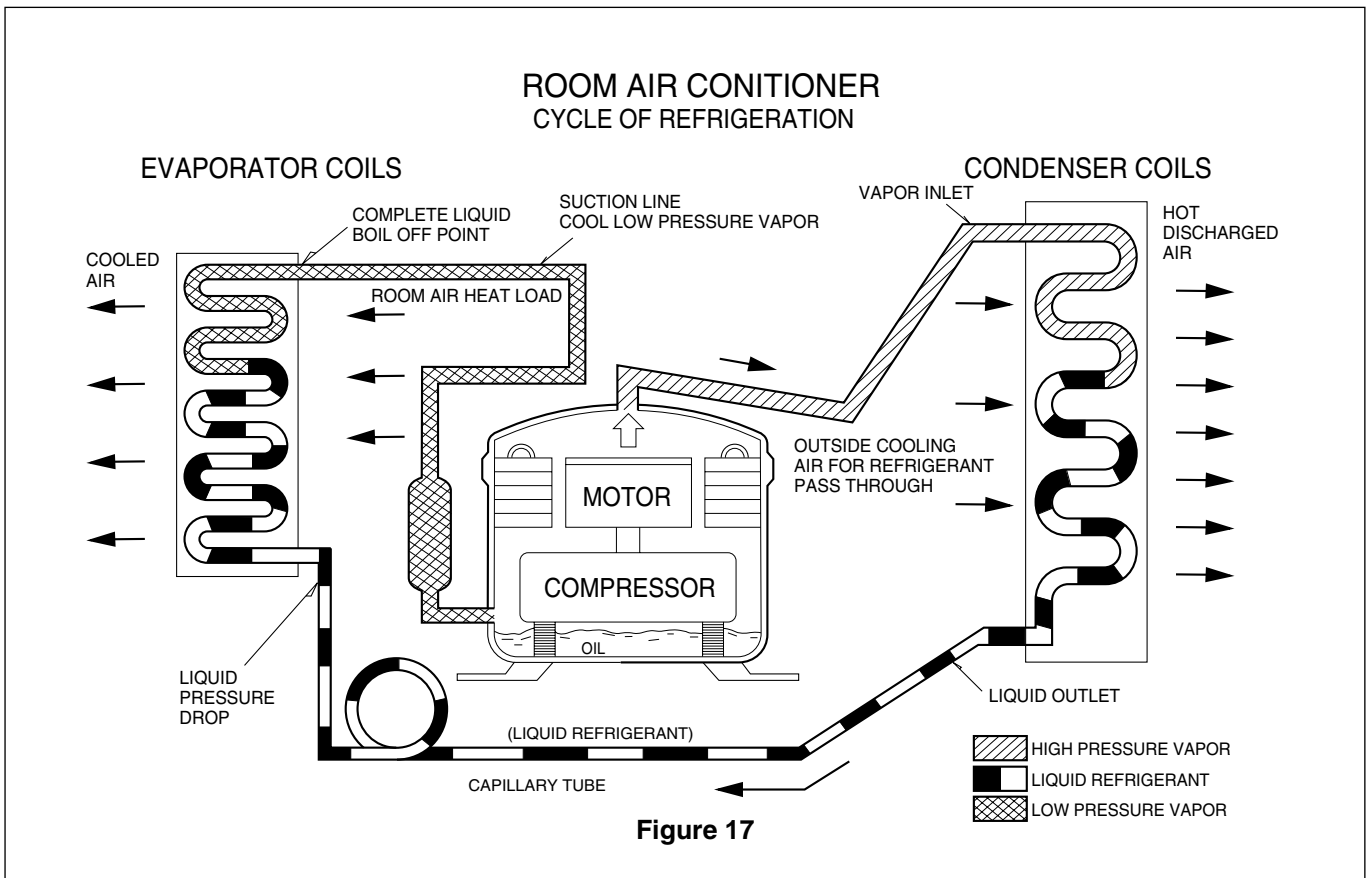 ROOM AIR CONITIONER
CYCLE OF REFRIGERATION
EVAPORATOR COILS
CONDENSER COILS
COMPLETE LIQUID
BOIL OFF POINT
SUCTION LINE
COOL LOW PRESSURE VAPOR
VAPOR INLET
HOT
DISCHARGED
AIR
COOLED
AIR
ROOM AIR HEAT LOAD
OUTSIDE COOLING
AIR FOR REFRIGERANT
PASS THROUGH
MOTOR
COMPRESSOR
OIL
LIQUID
PRESSURE
DROP
(LIQUID REFRIGERANT)
CAPILLARY TUBE
LIQUID OUTLET
HIGH PRESSURE VAPOR
LIQUID REFRIGERANT
LOW PRESSURE VAPOR
Figure 17